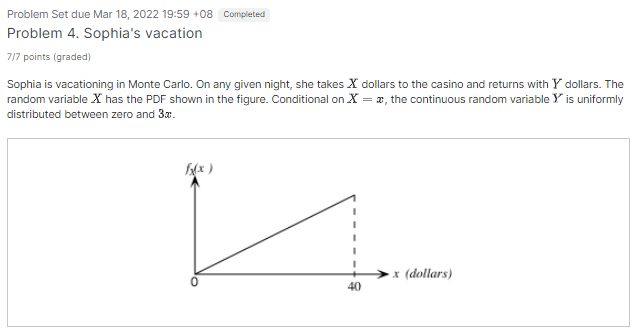 Problem Set due Mar 18, 2022 19:59 +08 Completed
Problem 4. Sophia's vacation
7/7 points (graded)
Sophia is vacationing in Monte Carlo. On any given night, she takes X dollars to the casino and returns with Y dollars. The
random variable X has the PDF shown in the figure. Conditional on X = x, the continuous random variable Y is uniformly
distributed between zero and 3x.
fₓ(x )
x (dollars)
0
40